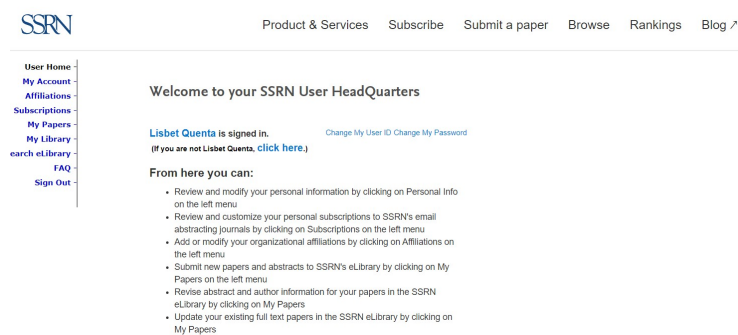 SSRN
Product & Services Subscribe Submit a paper Browse Rankings Blog ↗
User Home
My Account
Affiliations
Subscriptions
My Papers
My Library
earch eLibrary
FAQ
Sign Out
Welcome to your SSRN User HeadQuarters
Lisbet Quenta is signed in. Change My User ID Change My Password
(If you are not Lisbet Quenta, click here.)
From here you can:
• Review and modify your personal information by clicking on Personal Info
on the left menu
• Review and customize your personal subscriptions to SSRN's email
abstracting journals by clicking on Subscriptions on the left menu
• Add or modify your organizational affiliations by clicking on Affiliations on
the left menu
• Submit new papers and abstracts to SSRN's eLibrary by clicking on My
Papers on the left menu
• Revise abstract and author information for your papers in the SSRN
eLibrary by clicking on My Papers
• Update your existing full text papers in the SSRN eLibrary by clicking on
My Papers